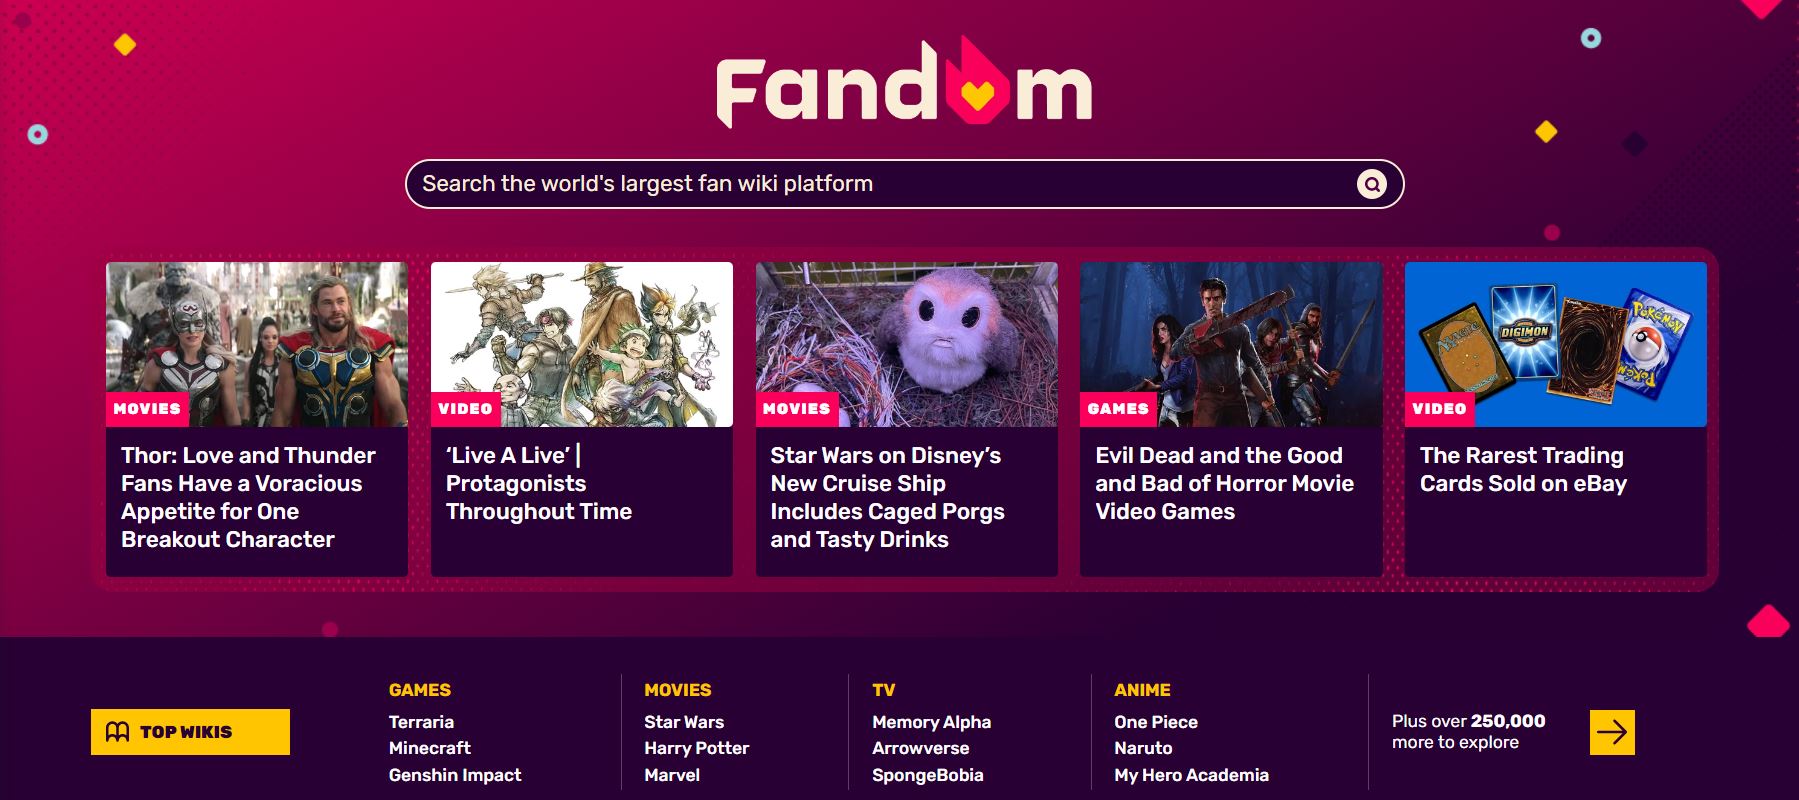 Fandom
Search the world's largest fan wiki platform
MOVIES
Thor: Love and Thunder
Fans Have a Voracious
Appetite for One
Breakout Character
VIDEO
‘Live A Live’ |
Protagonists
Throughout Time
MOVIES
Star Wars on Disney’s
New Cruise Ship
Includes Caged Porgs
and Tasty Drinks
GAMES
Evil Dead and the Good
and Bad of Horror Movie
Video Games
MAGIC
DIGIMON
POKéMON
POKéMON
VIDEO
The Rarest Trading
Cards Sold on eBay
TOP WIKIS
GAMES
Terraria
Minecraft
Genshin Impact
MOVIES
Star Wars
Harry Potter
Marvel
TV
Memory Alpha
Arrowverse
SpongeBobia
ANIME
One Piece
Naruto
My Hero Academia
Plus over 250,000
more to explore